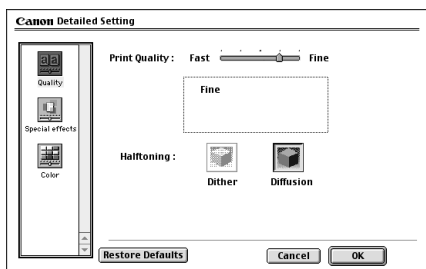 Canon Detailed Setting
Quality
Special effects
Color
Print Quality : Fast Fine
Fine
Halftoning :
Dither Diffusion
Restore Defaults Cancel OK